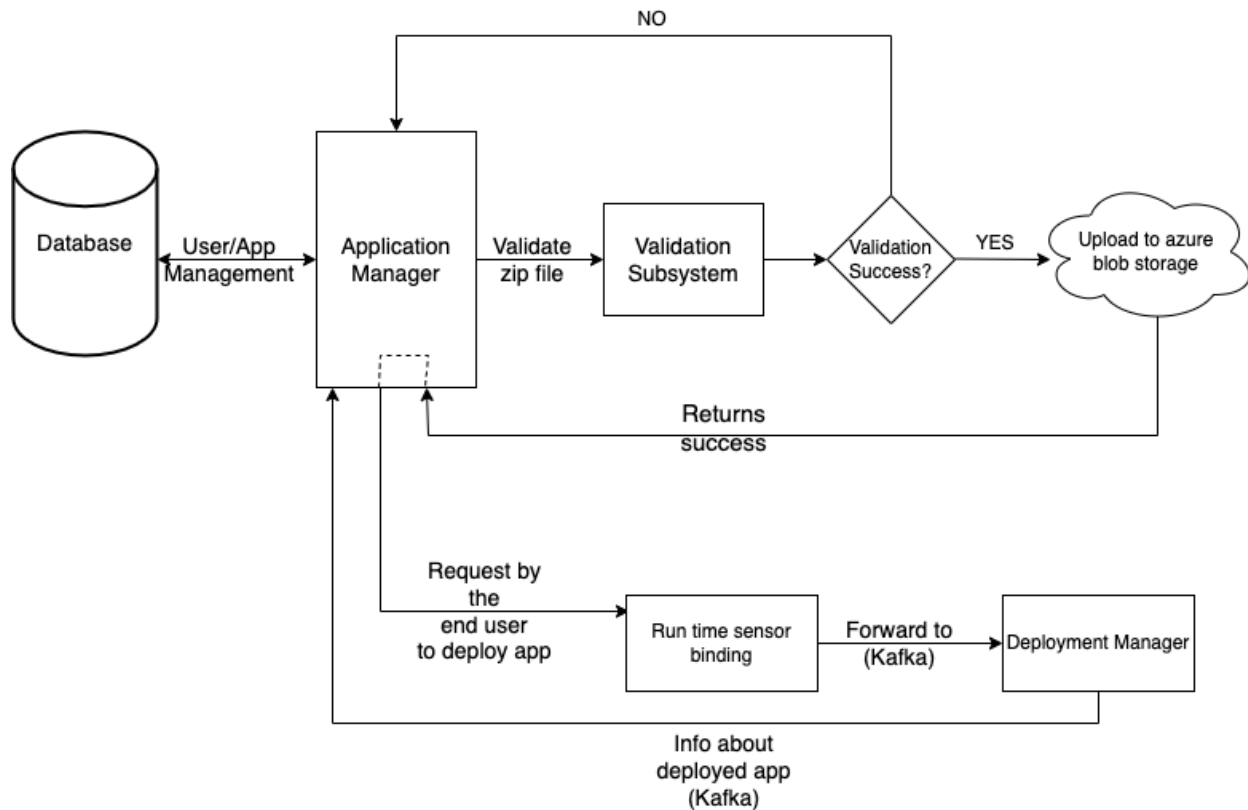 NO
Database
User/App
Management
Application
Manager
Validate
zip file
Validation
Subsystem
Validation
Success?
YES
Upload to azure
blob storage
Returns
success
Request by
the
end user
to deploy app
Run time sensor
binding
Forward to
(Kafka)
Deployment Manager
Info about
deployed app
(Kafka)